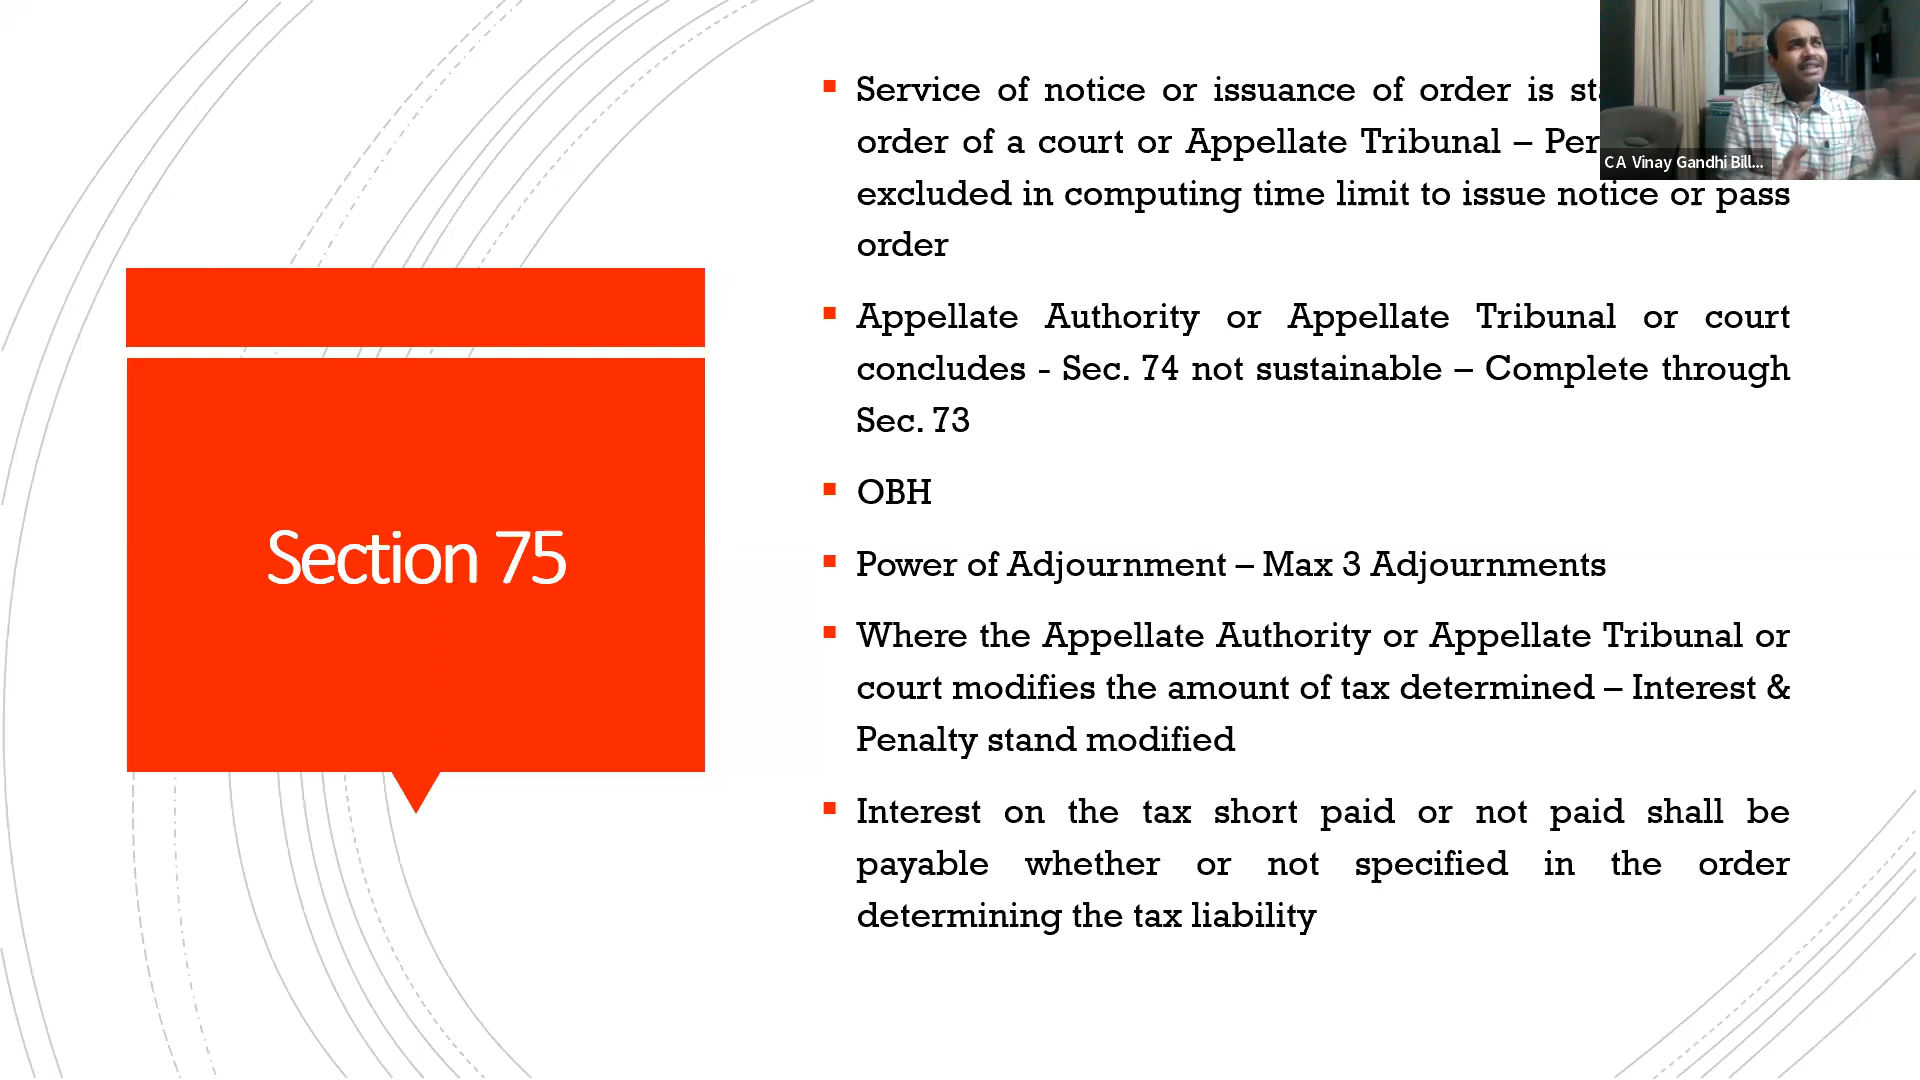 Section 75
Service of notice or issuance of order is
order of a court or Appellate Tribunal –
excluded in computing time limit to issue notice or pass
order
Appellate Authority or Appellate Tribunal or court
concludes - Sec. 74 not sustainable – Complete through
Sec. 73
OBH
Power of Adjournment – Max 3 Adjournments
Where the Appellate Authority or Appellate Tribunal or
court modifies the amount of tax determined – Interest &
Penalty stand modified
Interest on the tax short paid or not paid shall be
payable whether or not specified in the order
determining the tax liability
CA Vinay Gandhi Bill...